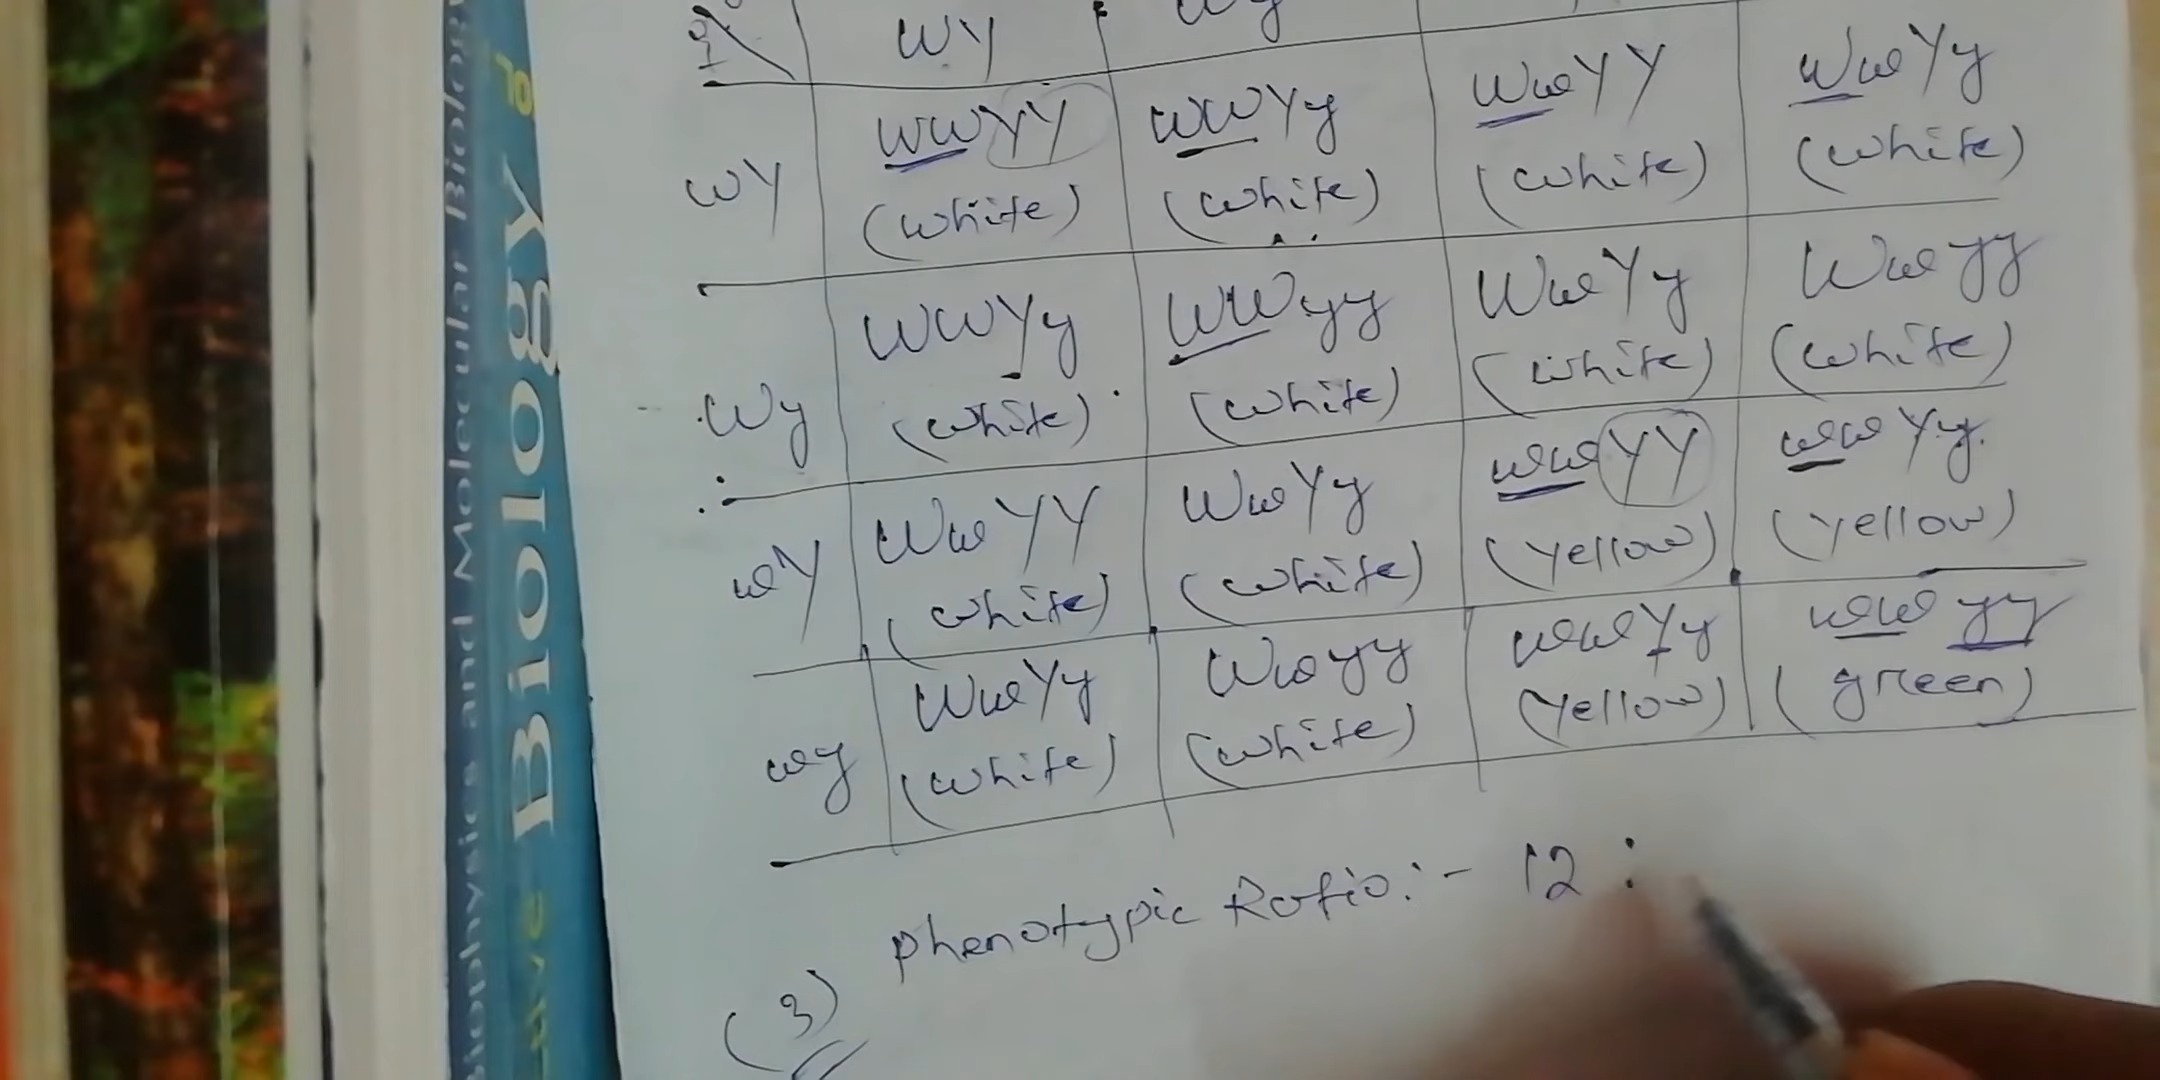 ♀ WY Wy
WY WWYY WWYy WwYY WwYy
(white) (white) (white) (white)
Wy WWYy WWyy WwYy Wwyy
(white) (white) (white) (white)
wY WwYY WwYy wwYY wwYy
(white) (white) (yellow) (yellow)
wy WwYy Wwyy wwYy wwyy
(white) (white) (yellow) (green)
phenotypic Ratio:- 12 :
(3)
Biophysics and Molecular Biology
Biology of